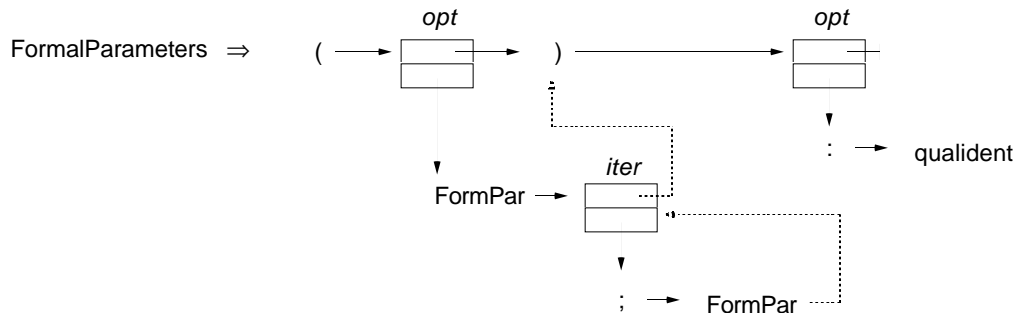 opt opt
FormalParameters ⇒ ( )
: qualident
iter
FormPar
; FormPar